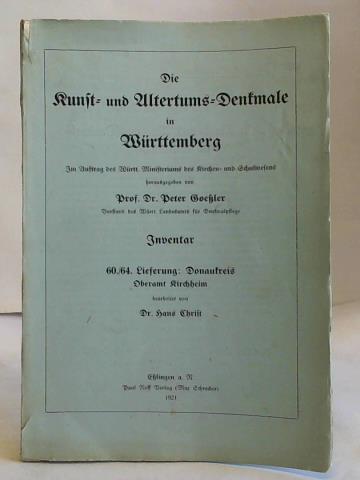 Die
Kunst- und Altertums-Denkmale
in
Württemberg
Im Auftrag des Württ. Ministeriums des Kirchen- und Schulwesens
herausgegeben von
Prof. Dr. Peter Goeßler
Vorstand des Württ. Landesamts für Denkmalpflege
Inventar
60./64. Lieferung: Donaukreis
Oberamt Kirchheim
bearbeitet von
Dr. Hans Christ
Eßlingen a. N
Paul Neff Verlag (Max Schreiber)
1921